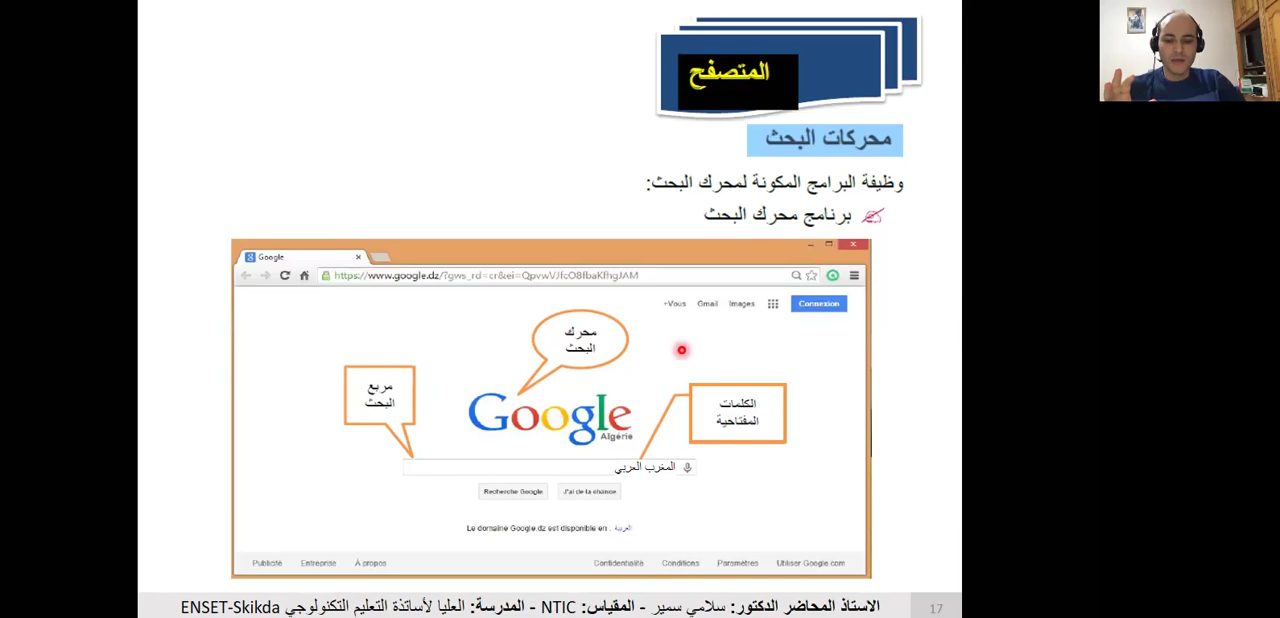 المتصفح
محركات البحث
وظيفة البرامج المكونة لمحرك البحث:
برنامج محرك البحث
Google
https://www.google.dz/?gws_rd=cr&ei=QpvwVJfcO8fbaKfhgJAM
+Vous Gmail Images Connexion
محرك
البحث
مربع
البحث
الكلمات
المفتاحية
Google
Algérie
المغرب العربي
Recherche Google J'ai de la chance
Le domaine Google.dz est disponible en : العربية
Publicité Entreprise À propos Confidentialité Conditions Paramètres Utiliser Google.com
الاستاذ المحاضر الدكتور: سلامي سمير - المقياس: NTIC - المدرسة: العليا لأساتذة التعليم التكنولوجي ENSET-Skikda
17